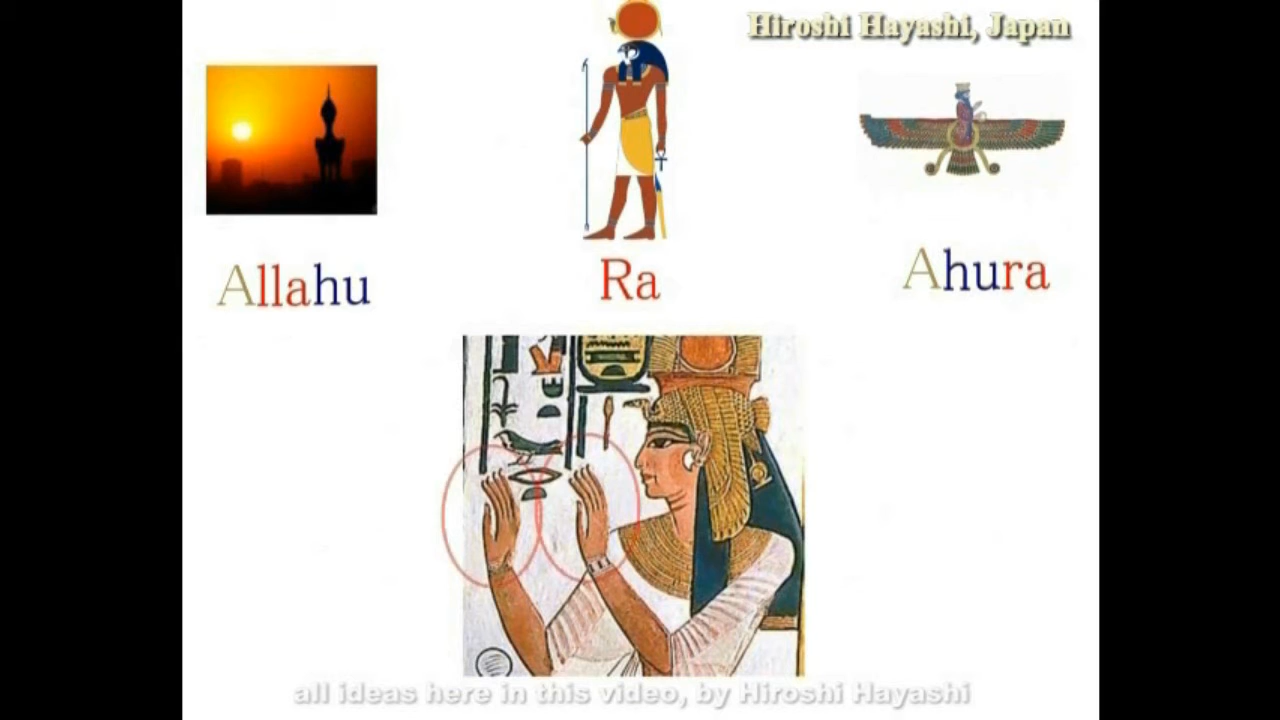 Hiroshi Hayashi, Japan
Allahu
Ra
Ahura
all ideas here in this video, by Hiroshi Hayashi